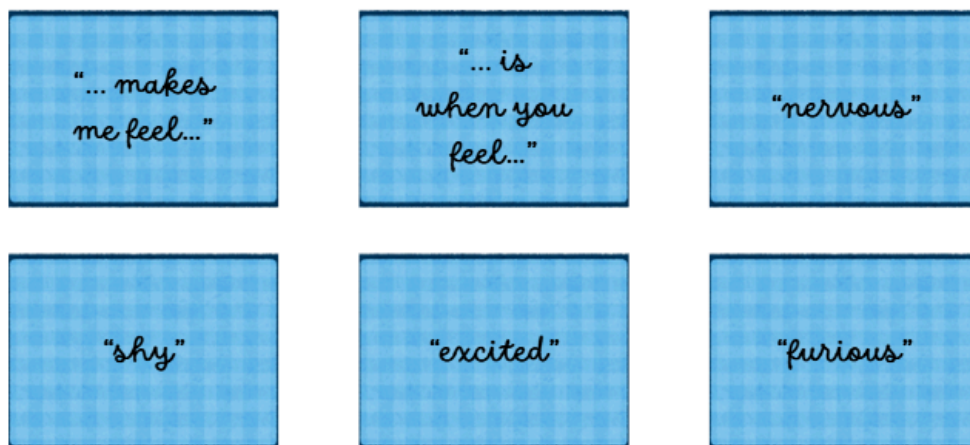 “... makes
me feel...”
“... is
when you
feel...”
“nervous”
“shy”
“excited”
“furious”